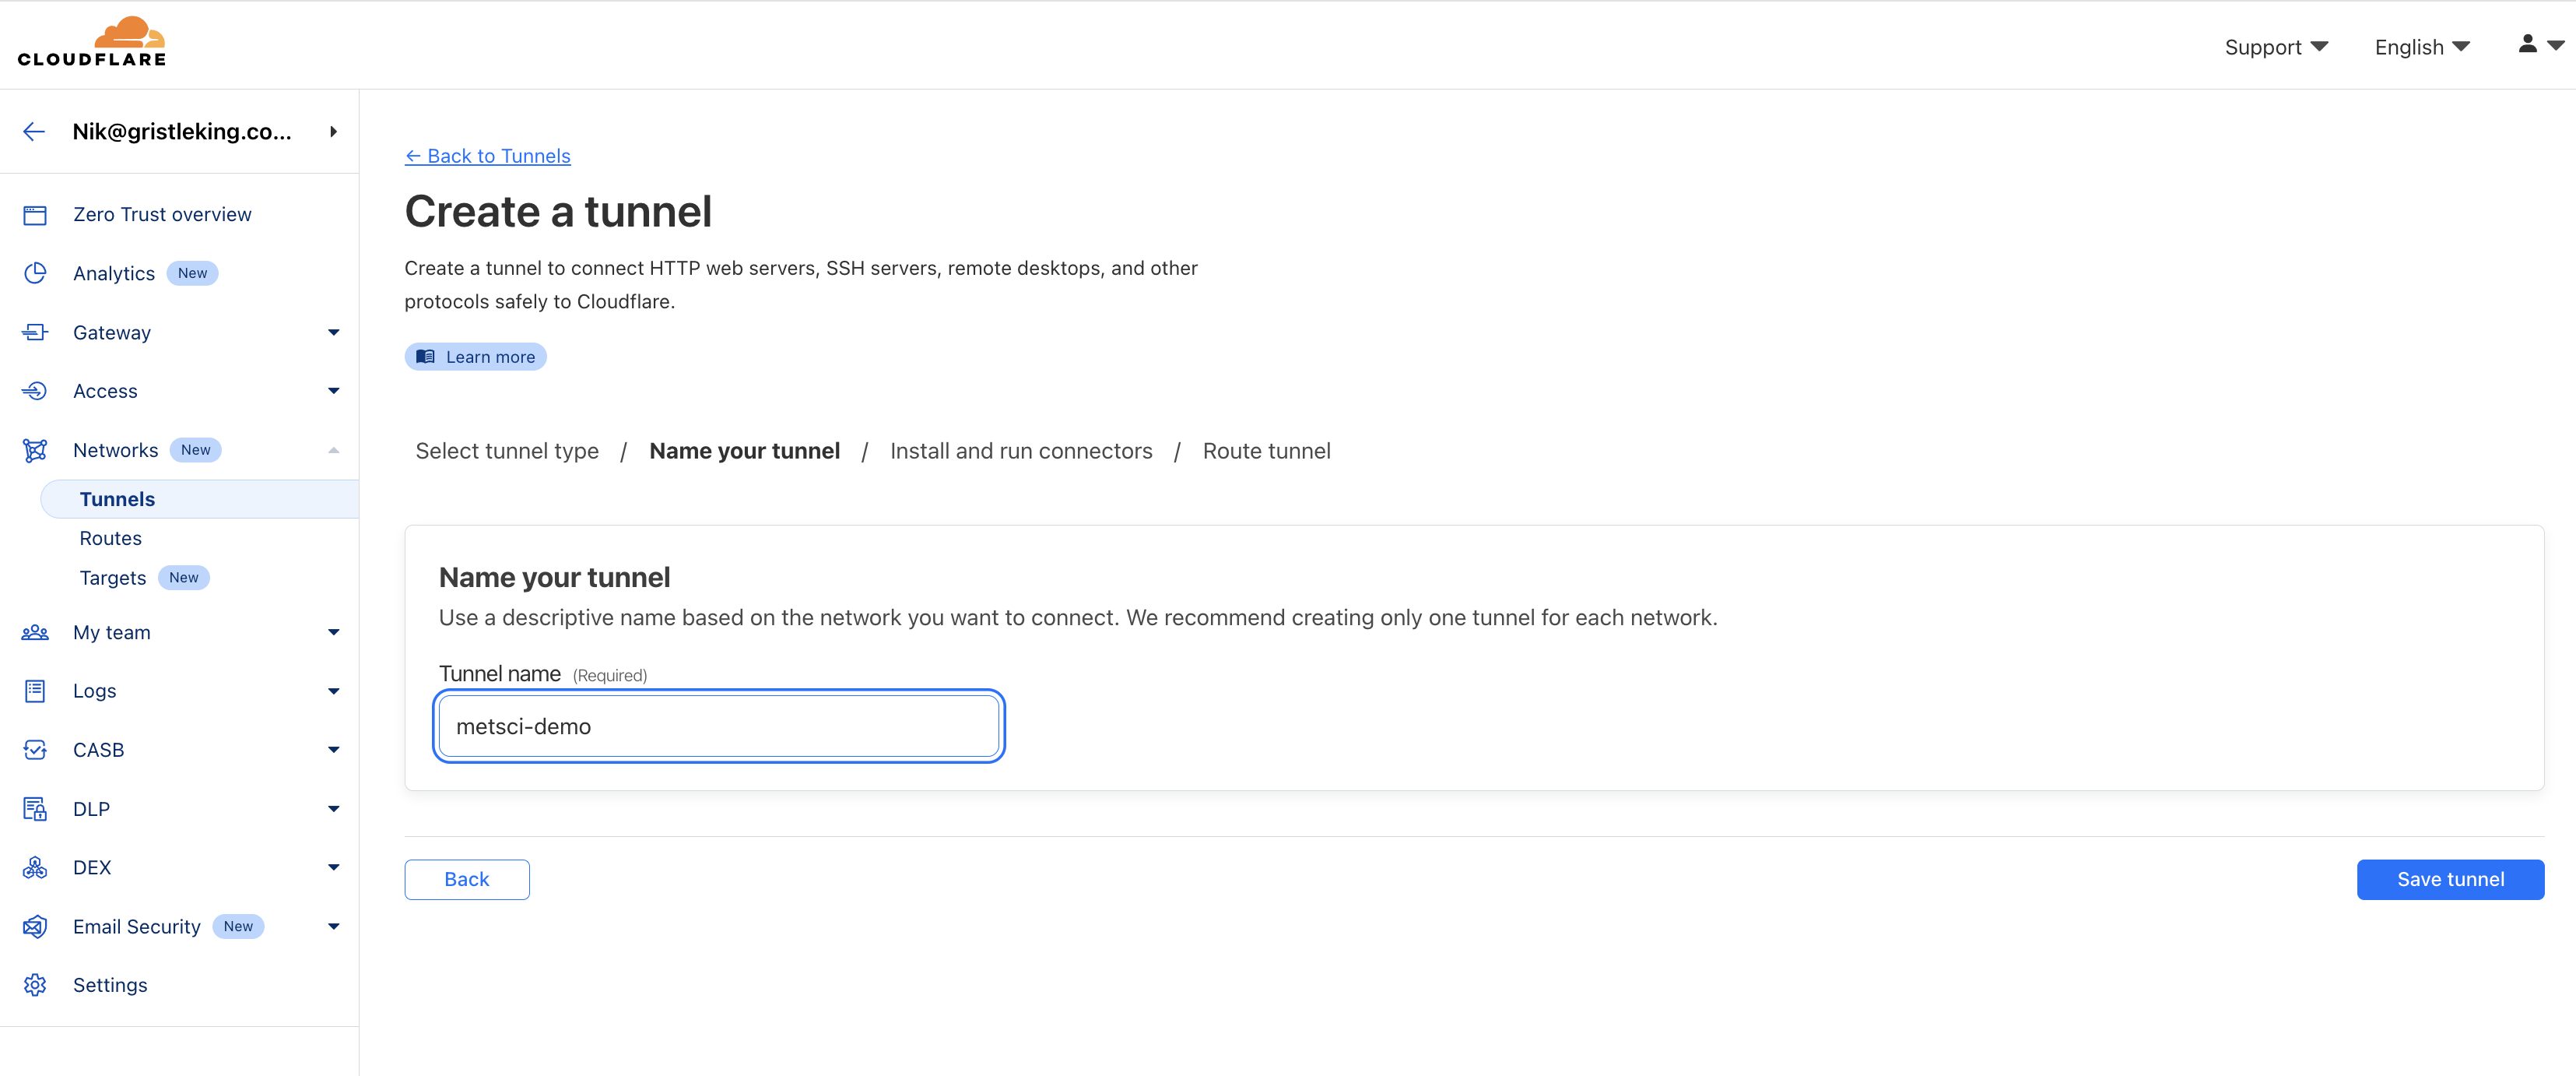 CLOUDFLARE
Support
English
Nik@gristleking.co...
Zero Trust overview
Analytics New
Gateway
Access
Networks New
Tunnels
Routes
Targets New
My team
Logs
CASB
DLP
DEX
Email Security New
Settings
← Back to Tunnels
Create a tunnel
Create a tunnel to connect HTTP web servers, SSH servers, remote desktops, and other
protocols safely to Cloudflare.
Learn more
Select tunnel type / Name your tunnel / Install and run connectors / Route tunnel
Name your tunnel
Use a descriptive name based on the network you want to connect. We recommend creating only one tunnel for each network.
Tunnel name (Required)
metsci-demo
Back
Save tunnel